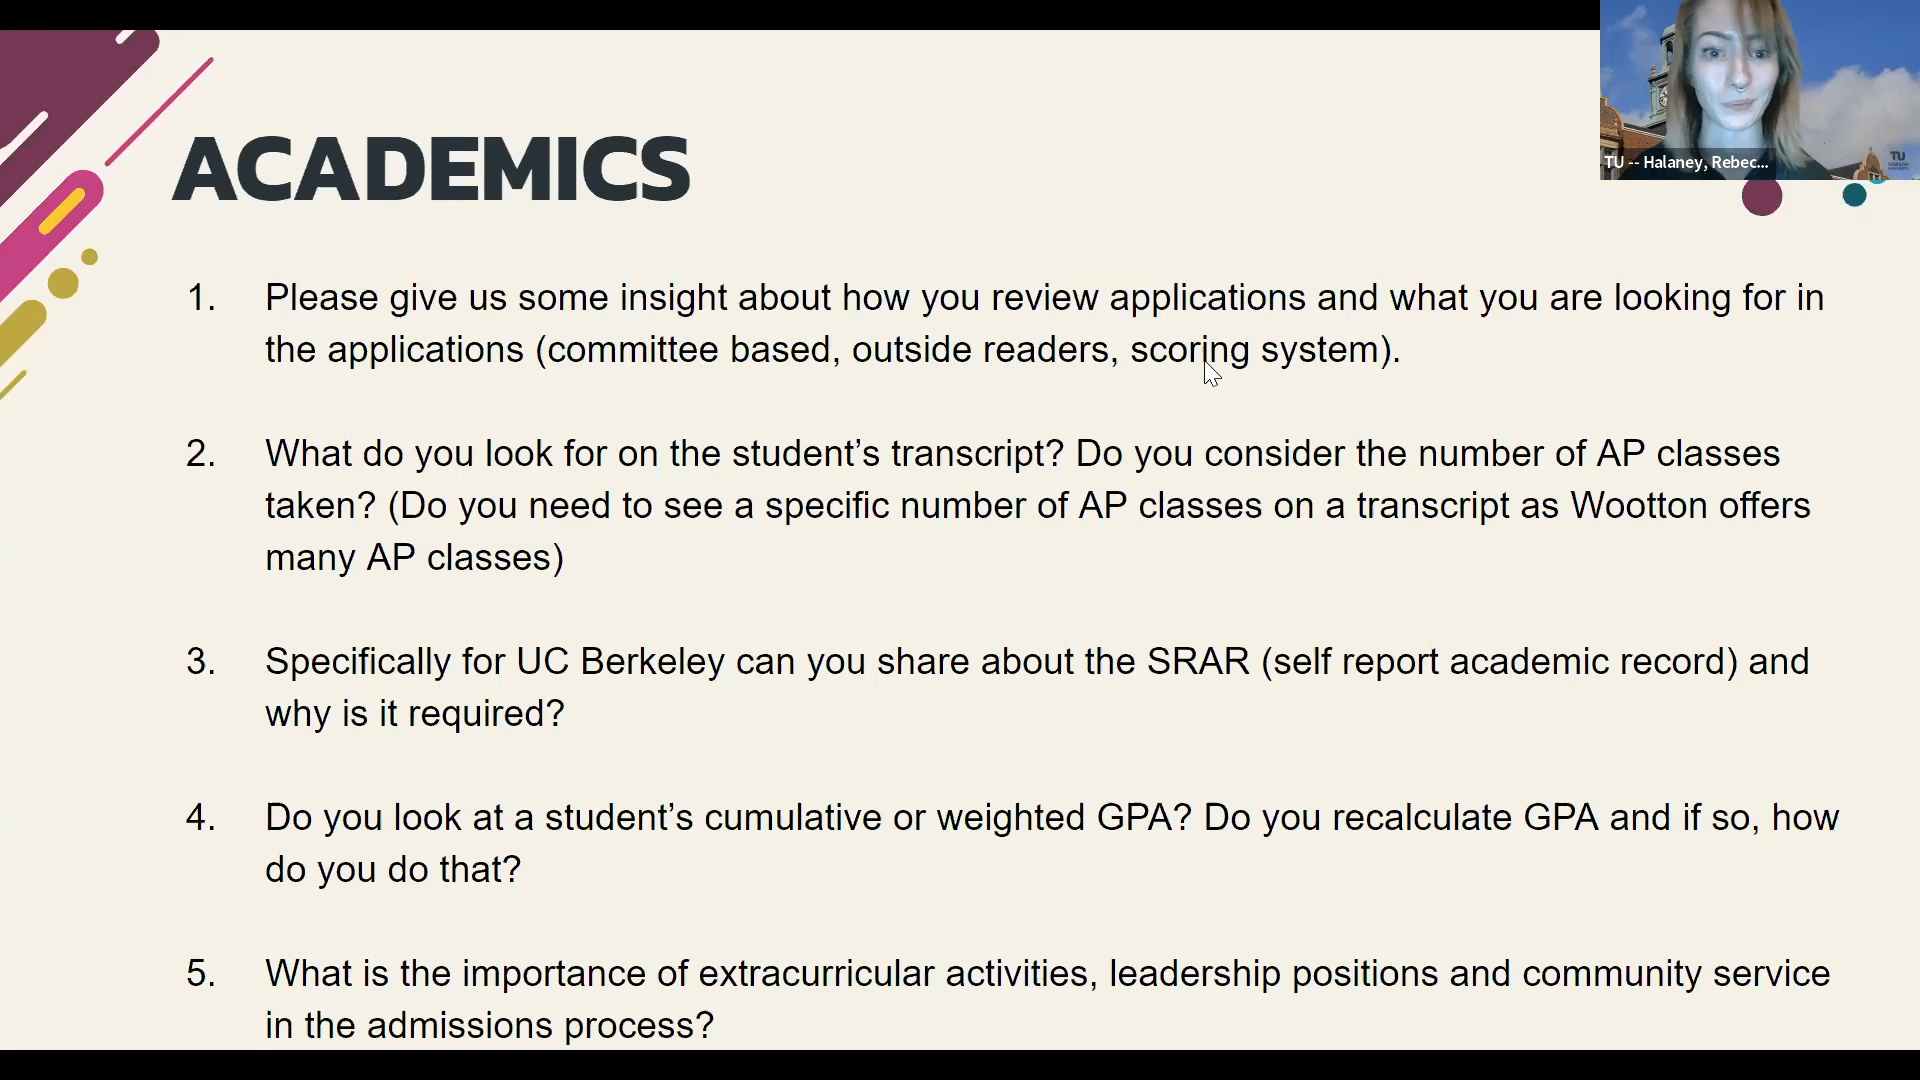 TU -- Halaney, Rebec...
TU
ACADEMICS
1. Please give us some insight about how you review applications and what you are looking for in
the applications (committee based, outside readers, scoring system).
2. What do you look for on the student’s transcript? Do you consider the number of AP classes
taken? (Do you need to see a specific number of AP classes on a transcript as Wootton offers
many AP classes)
3. Specifically for UC Berkeley can you share about the SRAR (self report academic record) and
why is it required?
4. Do you look at a student’s cumulative or weighted GPA? Do you recalculate GPA and if so, how
do you do that?
5. What is the importance of extracurricular activities, leadership positions and community service
in the admissions process?